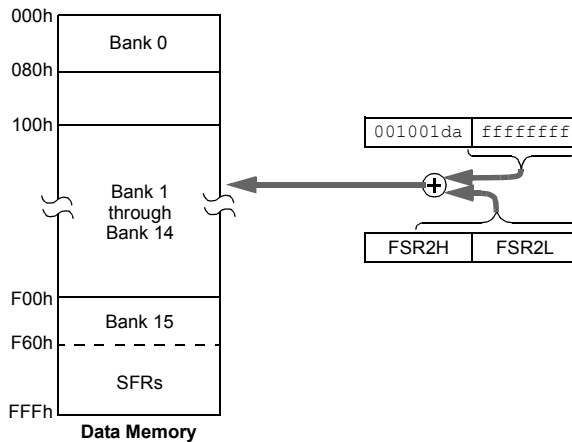 000h
Bank 0
080h
100h
001001da ffffffff
Bank 1
through
Bank 14
FSR2H FSR2L
F00h
Bank 15
F60h
SFRs
FFFh
Data Memory